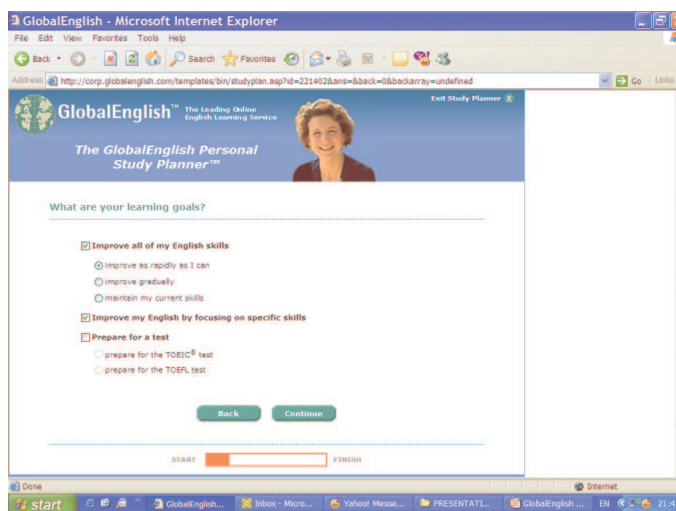 GlobalEnglish - Microsoft Internet Explorer
File Edit View Favorites Tools Help
Back Search Favorites
Address http://corp.globalenglish.com/templates/bin/studyplan.asp?id=221402&ans=&back=0&backarray=undefined Go Links
Exit Study Planner X
GlobalEnglish™ The Leading Online
English Learning Service
The GlobalEnglish Personal
Study Planner™
What are your learning goals?
Improve all of my English skills
improve as rapidly as I can
improve gradually
maintain my current skills
Improve my English by focusing on specific skills
Prepare for a test
prepare for the TOEIC® test
prepare for the TOEFL test
Back Continue
START FINISH
Done Internet
start GlobalEnglish... Inbox - Micro... Yahoo! Messe... PRESENTATI... GlobalEnglish ... EN